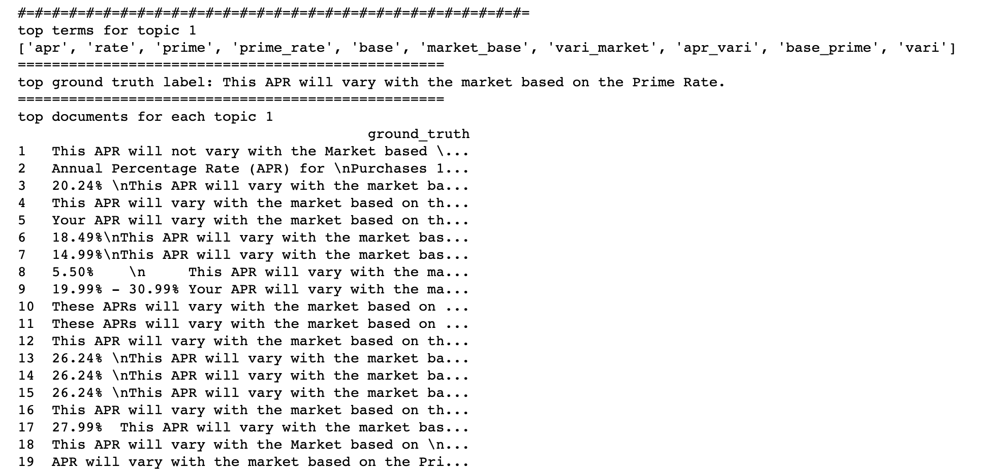 #=#=#=#=#=#=#=#=#=#=#=#=#=#=#=#=#=#=#=#=#=#=#=#=#=#=#=#=#=#=
top terms for topic 1
['apr', 'rate', 'prime', 'prime_rate', 'base', 'market_base', 'vari_market', 'apr_vari', 'base_prime', 'vari']
==================================================
top ground truth label: This APR will vary with the market based on the Prime Rate.
==================================================
top documents for each topic 1
ground_truth
1 This APR will not vary with the Market based \...
2 Annual Percentage Rate (APR) for \nPurchases 1...
3 20.24% \nThis APR will vary with the market ba...
4 This APR will vary with the market based on th...
5 Your APR will vary with the market based on th...
6 18.49%\nThis APR will vary with the market bas...
7 14.99%\nThis APR will vary with the market bas...
8 5.50%    \n     This APR will vary with the ma...
9 19.99% – 30.99% Your APR will vary with the ma...
10 These APRs will vary with the market based on ...
11 These APRs will vary with the market based on ...
12 This APR will vary with the market based on th...
13 26.24% \nThis APR will vary with the market ba...
14 26.24% \nThis APR will vary with the market ba...
15 26.24% \nThis APR will vary with the market ba...
16 This APR will vary with the market based on th...
17 27.99%  This APR will vary with the market bas...
18 This APR will vary with the Market based on \n...
19 APR will vary with the market based on the Pri...